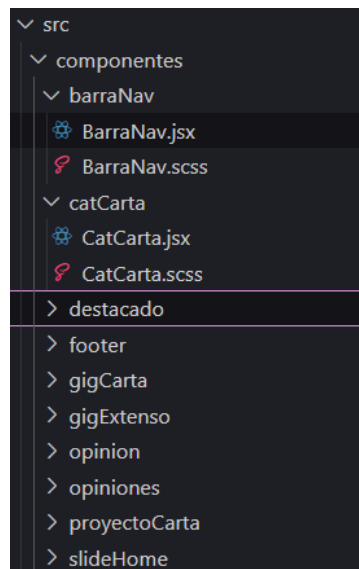 src
componentes
barraNav
BarraNav.jsx
BarraNav.scss
catCarta
CatCarta.jsx
CatCarta.scss
destacado
footer
gigCarta
gigExtenso
opinion
opiniones
proyectoCarta
slideHome